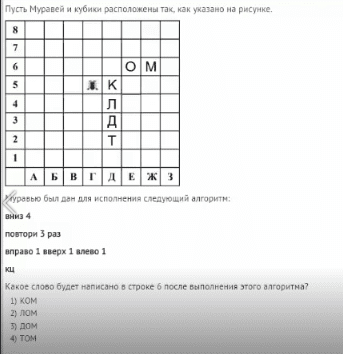 Пусть Муравей и кубики расположены так, как указано на рисунке.
8
7
6 О М
5 К
4 Л
3 Д
2 Т
1
А Б В Г Д Е Ж З
Муравью был дан для исполнения следующий алгоритм:
вниз 4
повтори 3 раз
вправо 1 вверх 1 влево 1
кц
Какое слово будет написано в строке 6 после выполнения этого алгоритма?
1) КОМ
2) ЛОМ
3) ДОМ
4) ТОМ